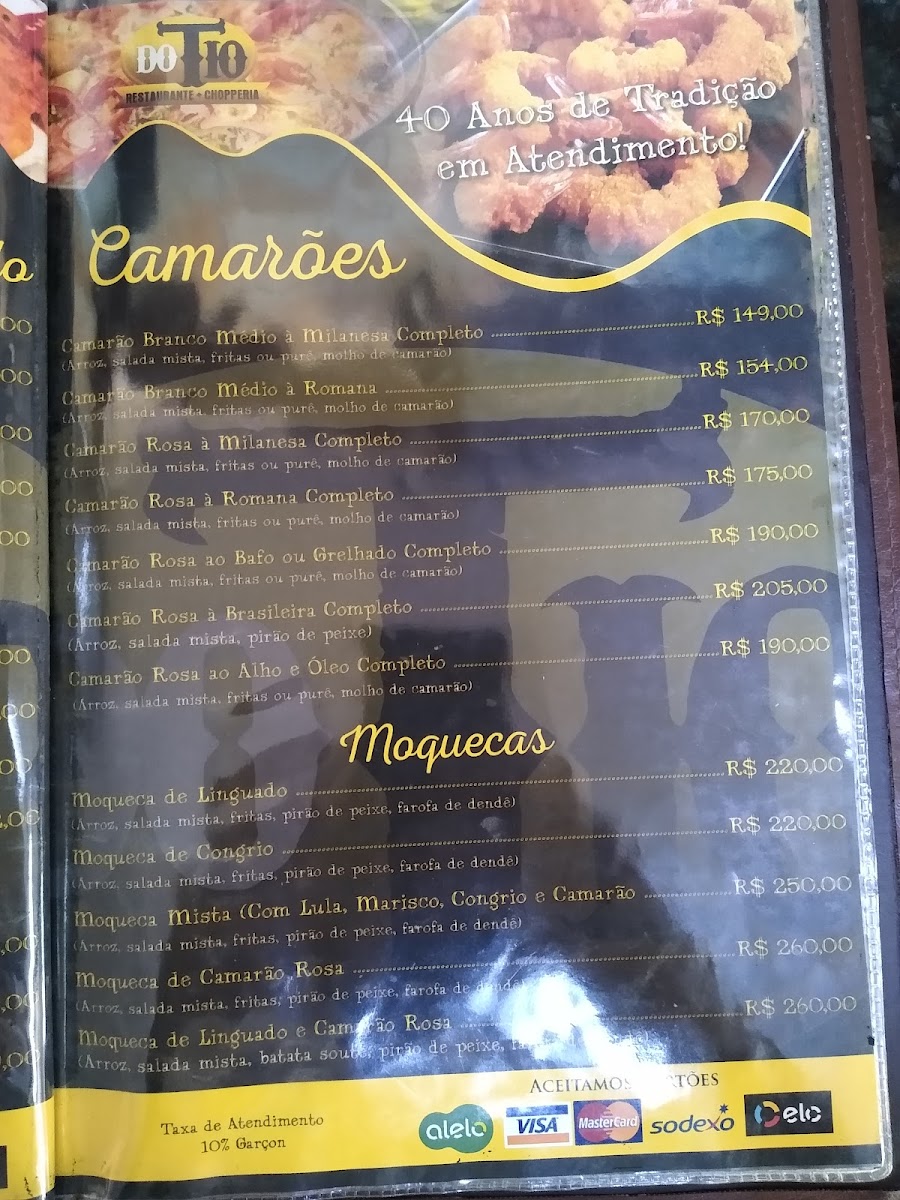 DO TIO
RESTAURANTE + CHOPPERIA
40 Anos de Tradição
em Atendimento!
Camarões
Camarão Branco Médio à Milanesa Completo R$ 149,00
(Arroz, salada mista, fritas ou purê, molho de camarão)
Camarão Branco Médio à Romana R$ 154,00
(Arroz, salada mista, fritas ou purê, molho de camarão)
Camarão Rosa à Milanesa Completo R$ 170,00
(Arroz, salada mista, fritas ou purê, molho de camarão)
Camarão Rosa à Romana Completo R$ 175,00
(Arroz, salada mista, fritas ou purê, molho de camarão)
Camarão Rosa ao Bafo ou Grelhado Completo R$ 190,00
(Arroz, salada mista, fritas ou purê, molho de camarão)
Camarão Rosa à Brasileira Completo R$ 205,00
(Arroz, salada mista, pirão de peixe)
Camarão Rosa ao Alho e Óleo Completo R$ 190,00
(Arroz, salada mista, fritas ou purê, molho de camarão)
Moquecas
Moqueca de Linguado R$ 220,00
(Arroz, salada mista, fritas, pirão de peixe, farofa de dendê)
Moqueca de Congrio R$ 220,00
(Arroz, salada mista, fritas, pirão de peixe, farofa de dendê)
Moqueca Mista (Com Lula, Marisco, Congrio e Camarão R$ 250,00
(Arroz, salada mista, fritas, pirão de peixe, farofa de dendê)
Moqueca de Camarão Rosa R$ 260,00
(Arroz, salada mista, fritas, pirão de peixe, farofa de dendê
Moqueca de Linguado e Camarão Rosa R$ 260,00
(Arroz, salada mista, batata soutê, pirão de peixe,
Taxa de Atendimento
10% Garçon
ACEITAMOS
alelo VISA MasterCard sodexo elo